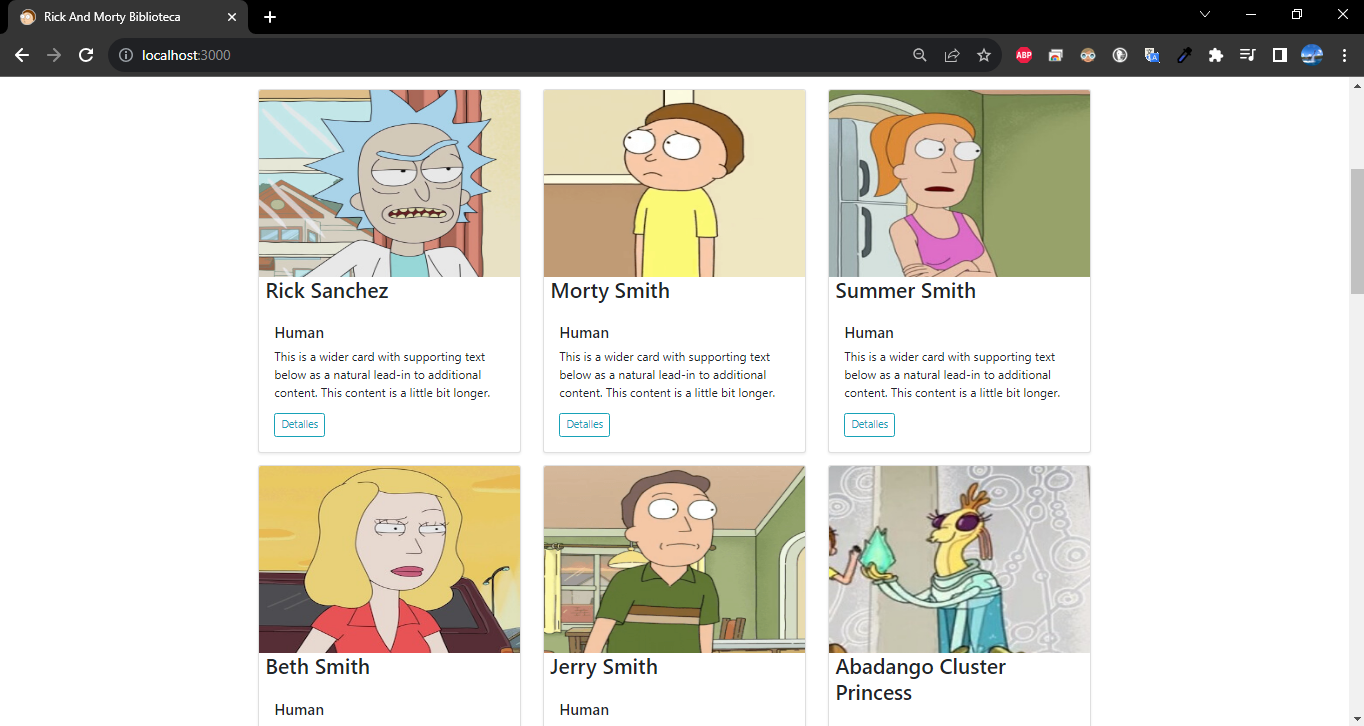 Rick And Morty Biblioteca
localhost:3000
ABP
Rick Sanchez
Human
This is a wider card with supporting text
below as a natural lead-in to additional
content. This content is a little bit longer.
Detalles
Morty Smith
Human
This is a wider card with supporting text
below as a natural lead-in to additional
content. This content is a little bit longer.
Detalles
Summer Smith
Human
This is a wider card with supporting text
below as a natural lead-in to additional
content. This content is a little bit longer.
Detalles
Beth Smith
Human
Jerry Smith
Human
Abadango Cluster
Princess